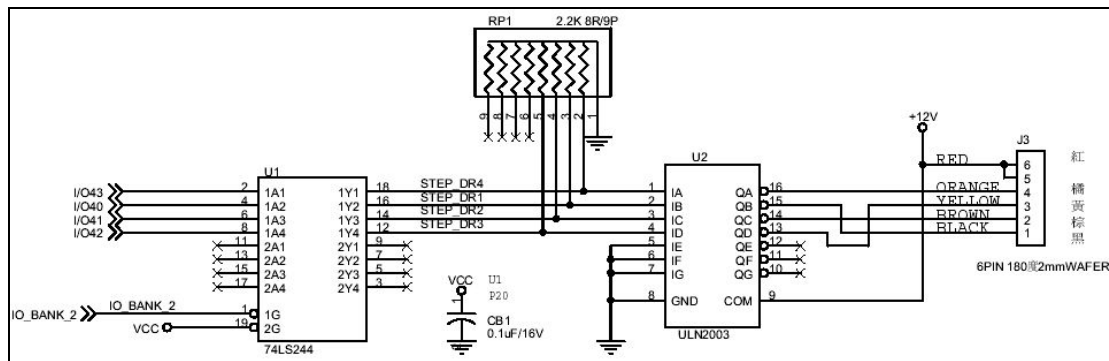 RP1 2.2K 8R/9P
9 8 7 6 5 4 3 2 1
+12V
J3
U1
U2
RED 6 紅
5
I/O43 2 1A1 1Y1 18 STEP_DR4 1 IA QA 16 ORANGE 4 橘
I/O40 4 1A2 1Y2 16 STEP_DR1 2 IB QB 15 YELLOW 3 黃
I/O41 6 1A3 1Y3 14 STEP_DR2 3 IC QC 14 BROWN 2 棕
I/O42 8 1A4 1Y4 12 STEP_DR3 4 ID QD 13 BLACK 1 黑
11 2A1 2Y1 9 5 IE QE 12
13 2A2 2Y2 7 6 IF QF 11
15 2A3 2Y3 5 7 IG QG 10
17 2A4 2Y4 3
6PIN 180度2mmWAFER
VCC U1
P20
8 GND COM 9
IO_BANK_2 IO_BANK_2 1 1G
VCC 19 2G
1
CB1
0.1uF/16V
74LS244
ULN2003